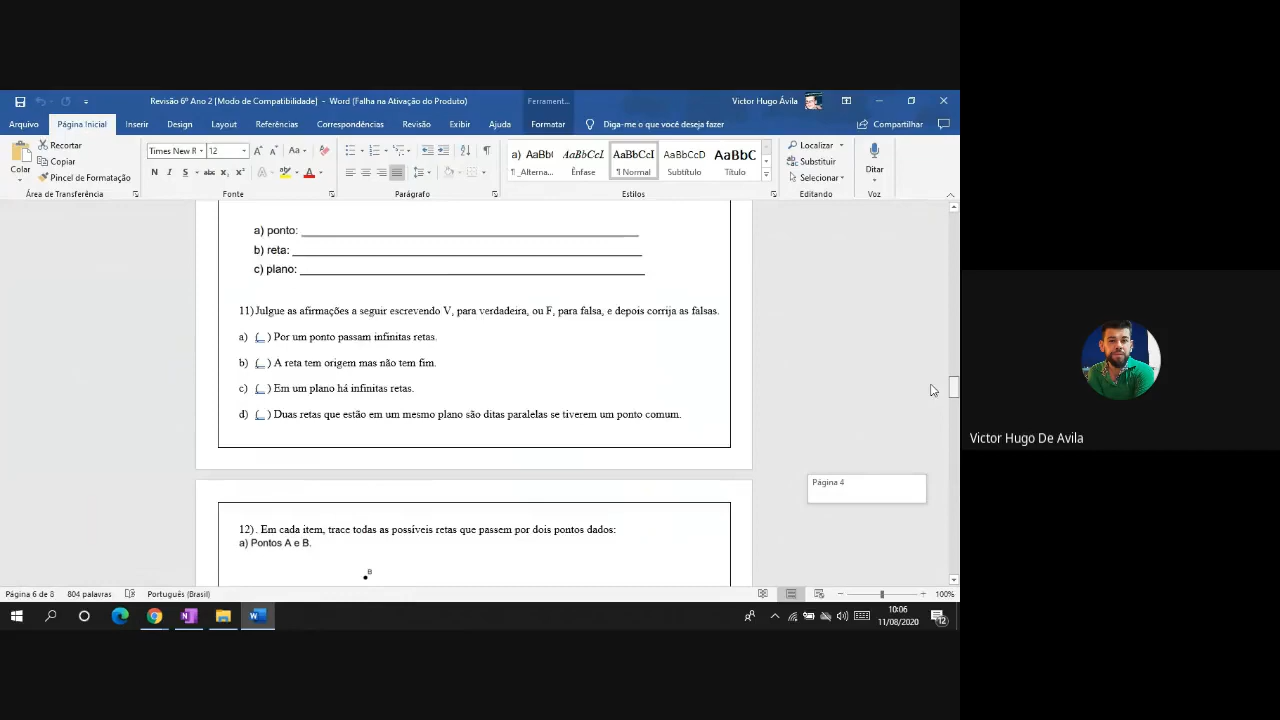 Revisão 6º Ano 2 [Modo de Compatibilidade] - Word (Falha na Ativação do Produto)
Ferrament...
Victor Hugo Ávila
Arquivo Página Inicial Inserir Design Layout Referências Correspondências Revisão Exibir Ajuda Formatar Diga-me o que você deseja fazer Compartilhar
Colar
Recortar
Copiar
Pincel de Formatação
Área de Transferência
Times New R 12
N I S abc x₂ x²
Fonte
Parágrafo
a) AaBb( AaBbCcL AaBbCcI AaBbCcD AaBbC
¶ _Alterna... Ênfase ¶ Normal Subtítulo Título
Estilos
Localizar
Substituir
Selecionar
Editando
Ditar
Voz
a) ponto:
b) reta:
c) plano:
11) Julgue as afirmações a seguir escrevendo V, para verdadeira, ou F, para falsa, e depois corrija as falsas.
a) ( ) Por um ponto passam infinitas retas.
b) ( ) A reta tem origem mas não tem fim.
c) ( ) Em um plano há infinitas retas.
d) ( ) Duas retas que estão em um mesmo plano são ditas paralelas se tiverem um ponto comum.
Página 4
12) . Em cada item, trace todas as possíveis retas que passem por dois pontos dados:
a) Pontos A e B.
B
Página 6 de 8 804 palavras Português (Brasil) 100%
10:06
11/08/2020
12
Victor Hugo De Avila